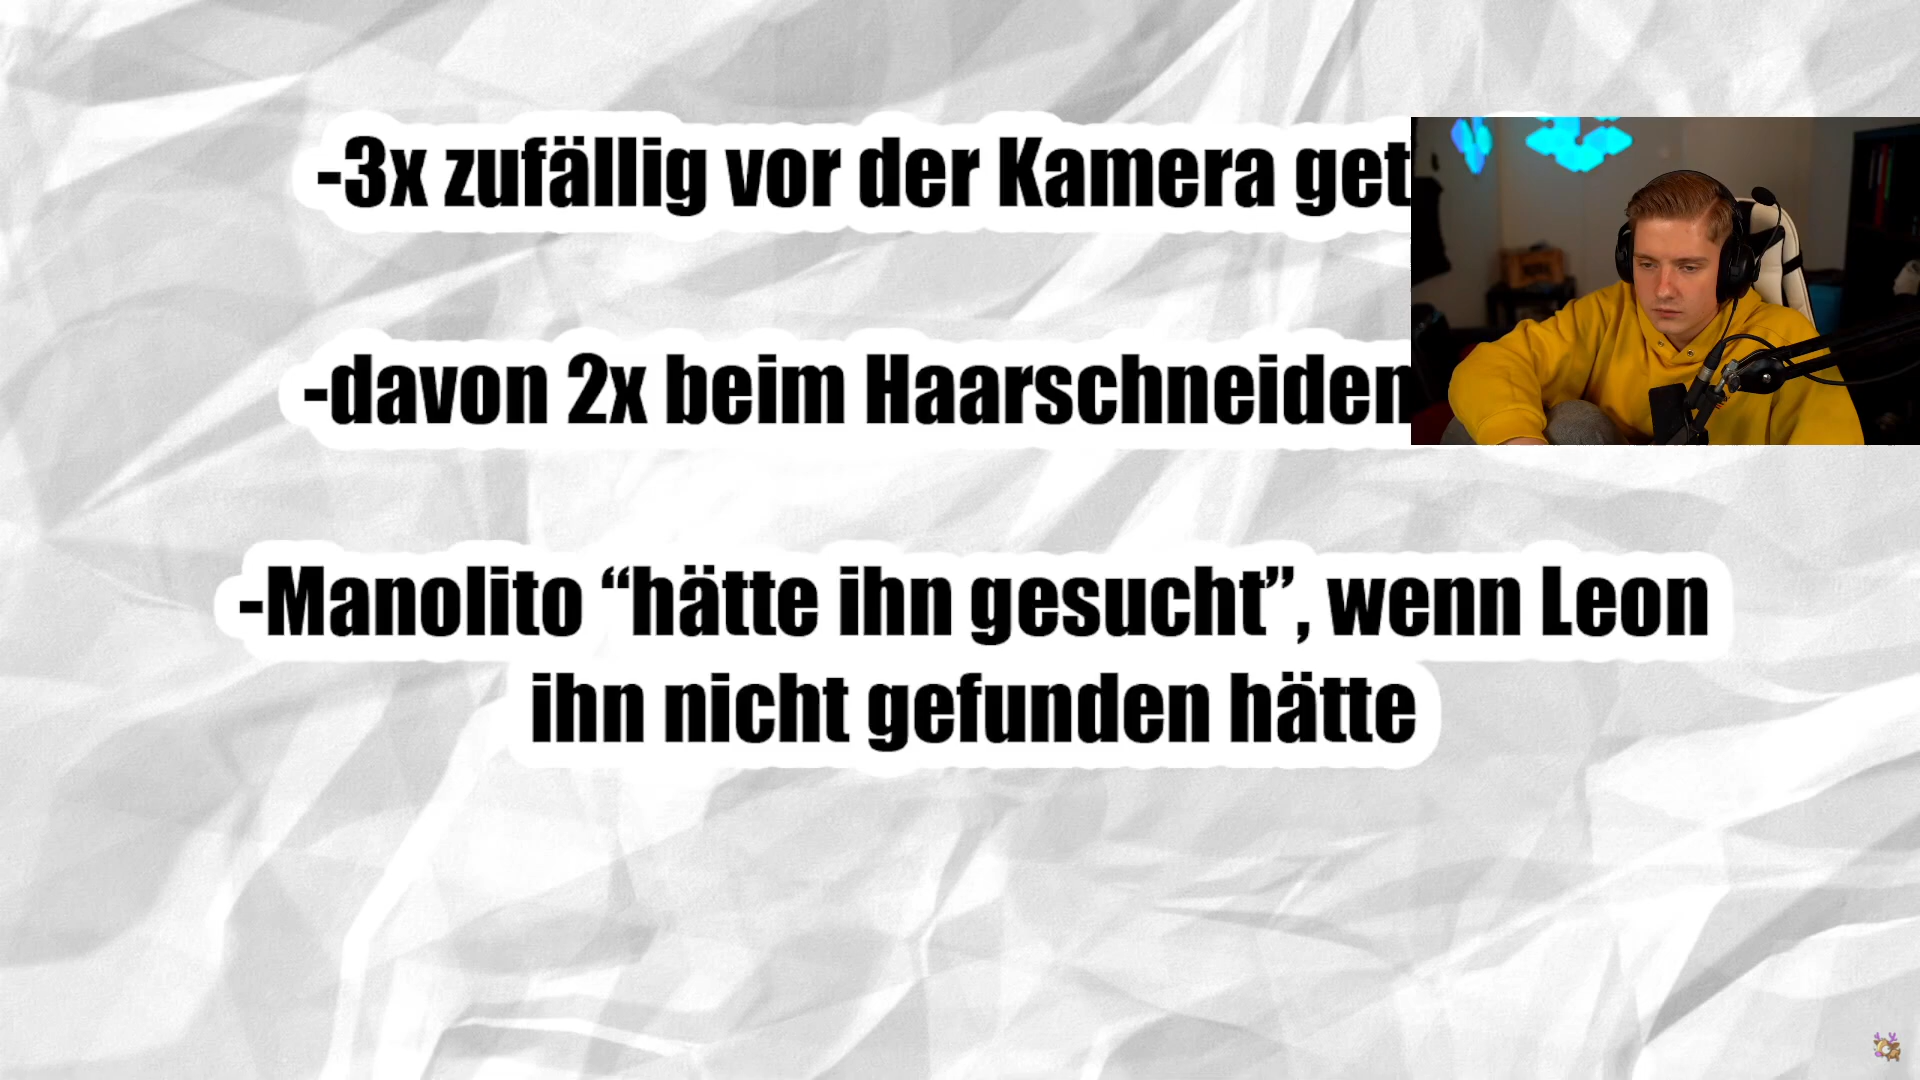 -3x zufällig vor der Kamera
-davon 2x beim Haarschneiden
-Manolito “hätte ihn gesucht”, wenn Leon
ihn nicht gefunden hätte